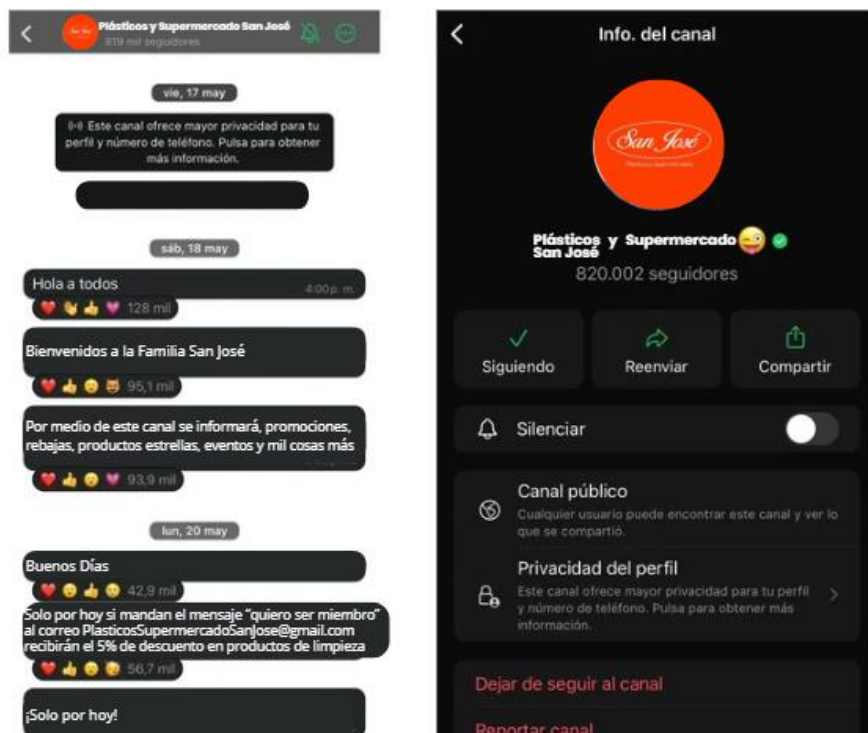 Plásticos y Supermercado San José
819 mil seguidores
vie, 17 may
Este canal ofrece mayor privacidad para tu
perfil y número de teléfono. Pulsa para obtener
más información.
sáb, 18 may
Hola a todos
4:00 p. m.
128 mil
Bienvenidos a la Familia San José
95,1 mil
Por medio de este canal se informará, promociones,
rebajas, productos estrellas, eventos y mil cosas más
93,9 mil
lun, 20 may
Buenos Días
42,9 mil
Solo por hoy si mandan el mensaje “quiero ser miembro”
al correo PlasticosSupermercadoSanJose@gmail.com
recibirán el 5% de descuento en productos de limpieza
56,7 mil
¡Solo por hoy!
Info. del canal
San José
Plásticos y Supermercado
San José
820.002 seguidores
Siguiendo
Reenviar
Compartir
Silenciar
Canal público
Cualquier usuario puede encontrar este canal y ver lo
que se compartió.
Privacidad del perfil
Este canal ofrece mayor privacidad para tu perfil
y número de teléfono. Pulsa para obtener más
información.
Dejar de seguir al canal
Reportar canal